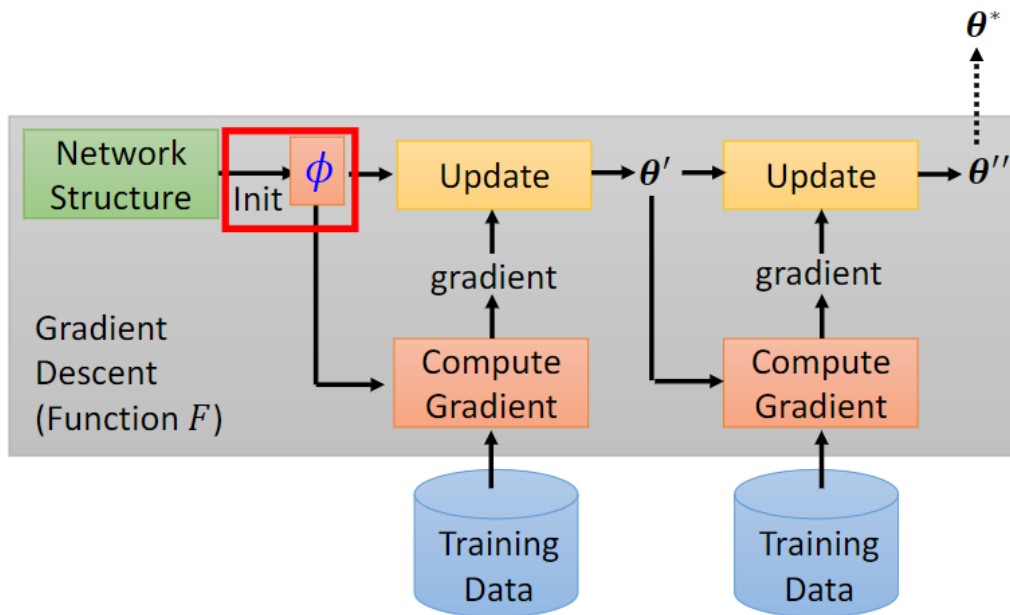 θ*
Network
Structure
Init
ϕ
Update
θ′
Update
θ′′
gradient
gradient
Gradient
Descent
(Function F)
Compute
Gradient
Compute
Gradient
Training
Data
Training
Data